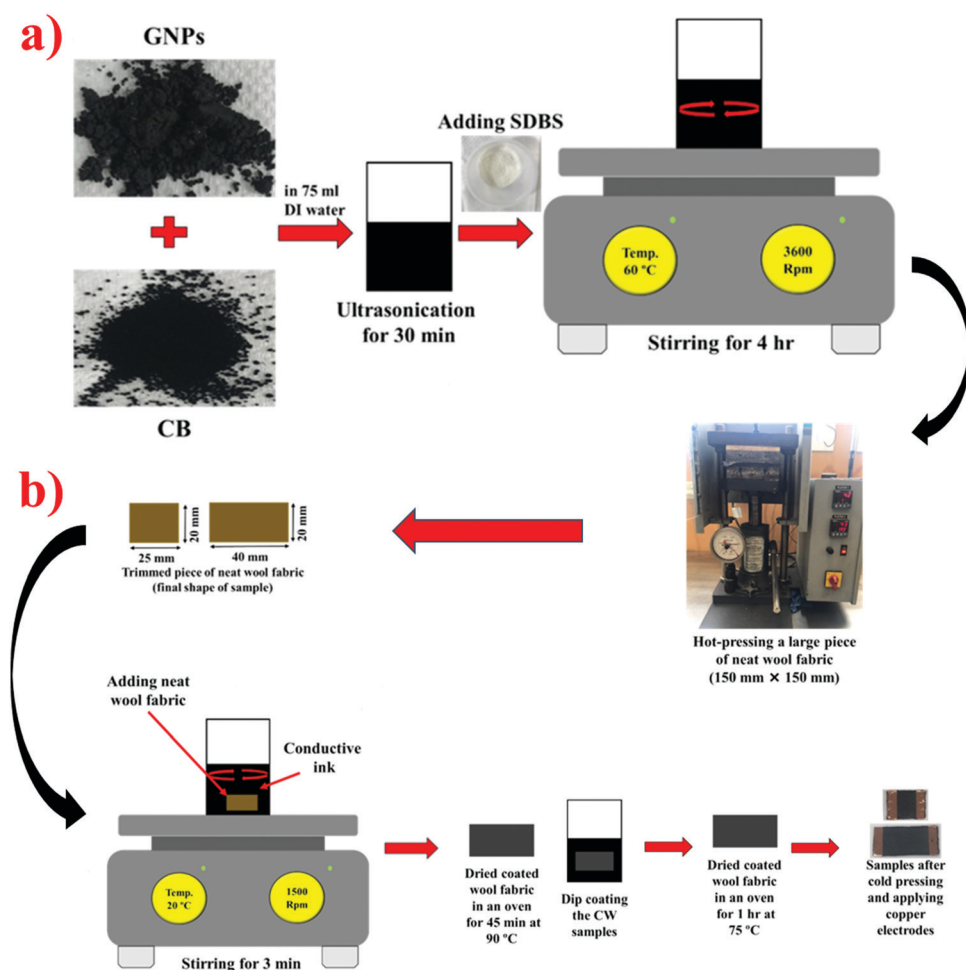 a)
GNPs
CB
in 75 ml
DI water
Ultrasonication
for 30 min
Adding SDBS
Temp.
60 °C
3600
Rpm
Stirring for 4 hr
b)
Hot-pressing a large piece
of neat wool fabric
(150 mm × 150 mm)
20 mm
25 mm
20 mm
40 mm
Trimmed piece of neat wool fabric
(final shape of sample)
Adding neat
wool fabric
Conductive
ink
Temp.
20 °C
1500
Rpm
Stirring for 3 min
Dried coated
wool fabric
in an oven
for 45 min at
90 °C
Dip coating
the CW
samples
Dried coated
wool fabric
in an oven
for 1 hr at
75 °C
Samples after
cold pressing
and applying
copper
electrodes